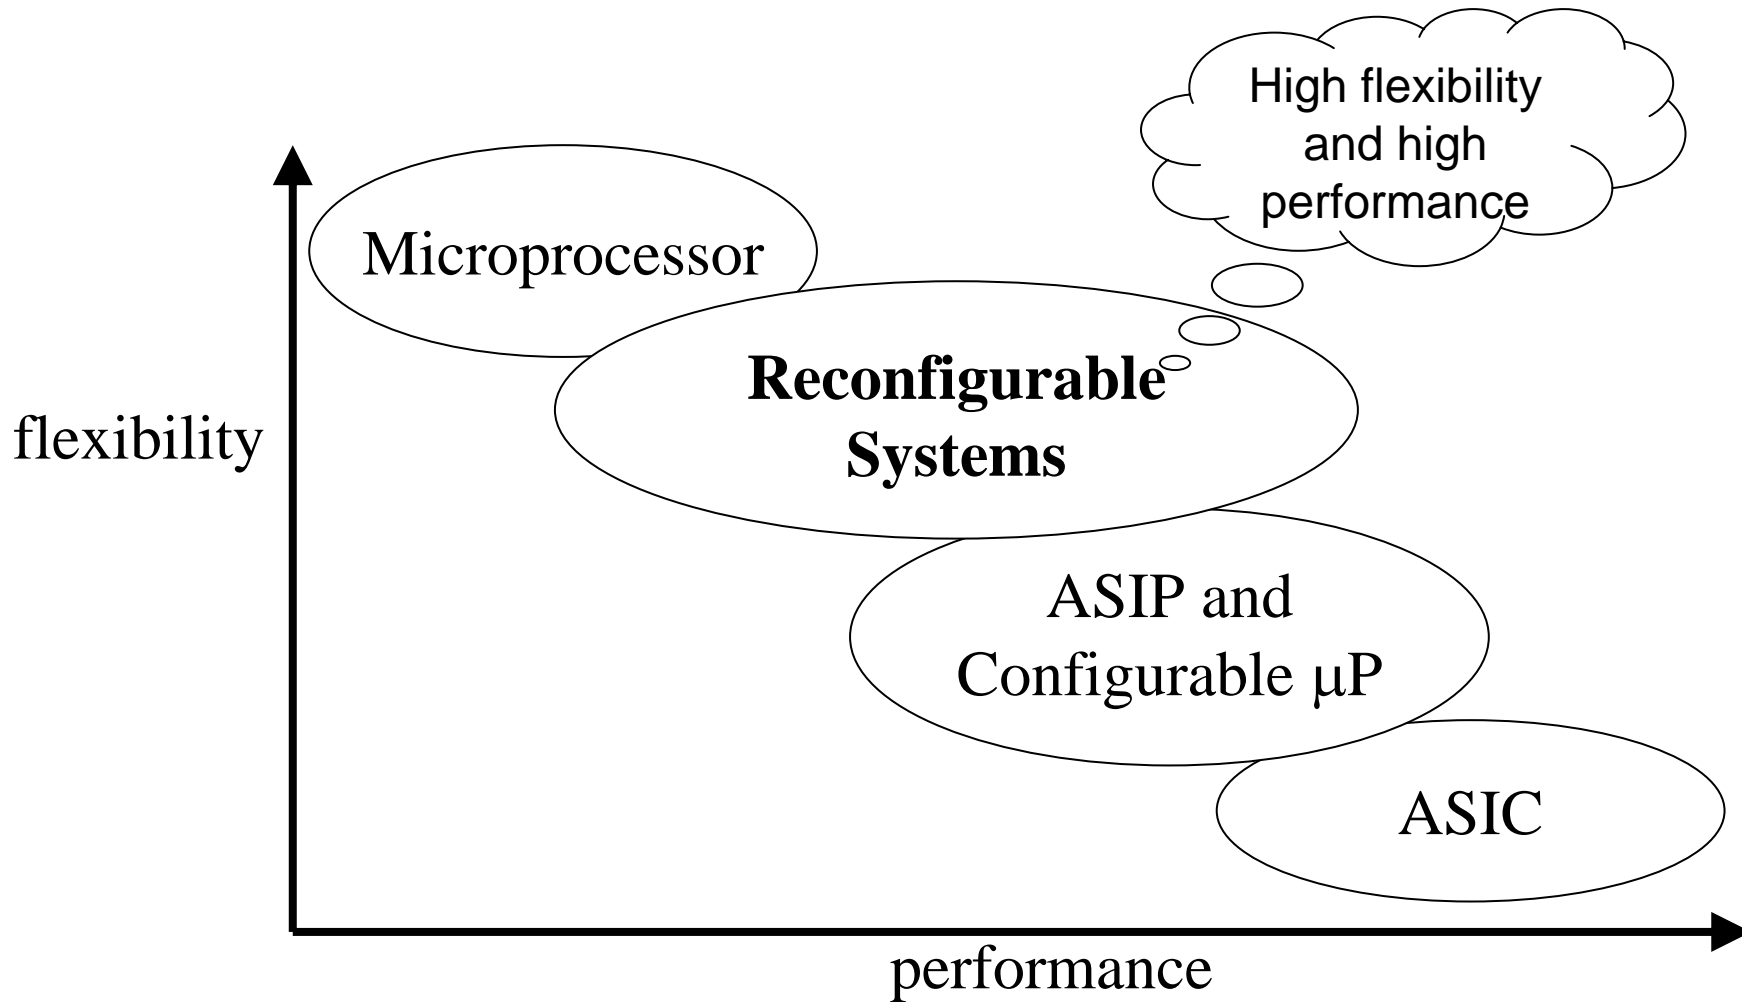 High flexibility
and high
performance
Microprocessor
Reconfigurable
Systems
flexibility
ASIP and
Configurable μP
ASIC
performance